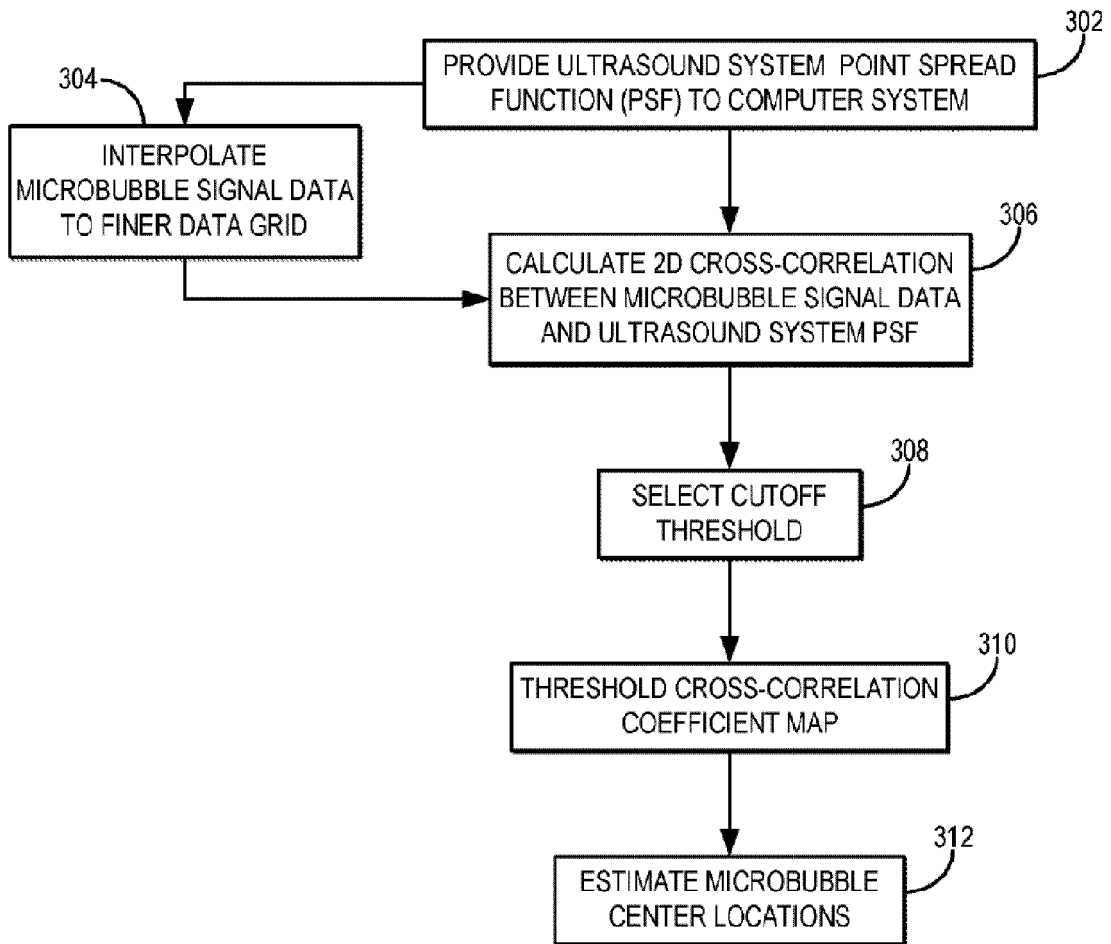 302
PROVIDE ULTRASOUND SYSTEM POINT SPREAD
FUNCTION (PSF) TO COMPUTER SYSTEM
304
INTERPOLATE
MICROBUBBLE SIGNAL DATA
TO FINER DATA GRID
306
CALCULATE 2D CROSS-CORRELATION
BETWEEN MICROBUBBLE SIGNAL DATA
AND ULTRASOUND SYSTEM PSF
308
SELECT CUTOFF
THRESHOLD
310
THRESHOLD CROSS-CORRELATION
COEFFICIENT MAP
312
ESTIMATE MICROBUBBLE
CENTER LOCATIONS